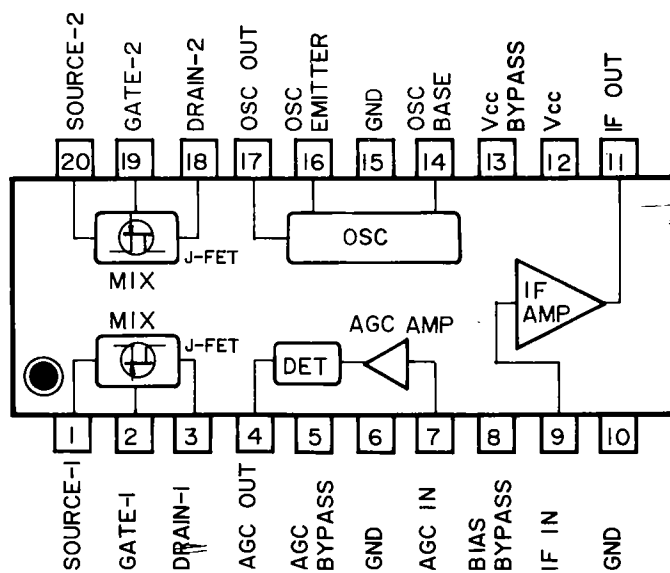 SOURCE-2
GATE-2
DRAIN-2
OSC OUT
OSC
EMITTER
GND
OSC
BASE
Vcc
BYPASS
Vcc
IF OUT
20
19
18
17
16
15
14
13
12
11
J-FET
MIX
OSC
IF
AMP
MIX
J-FET
AGC AMP
DET
1
2
3
4
5
6
7
8
9
10
SOURCE-1
GATE-1
DRAIN-1
AGC OUT
AGC
BYPASS
GND
AGC IN
BIAS
BYPASS
IF IN
GND